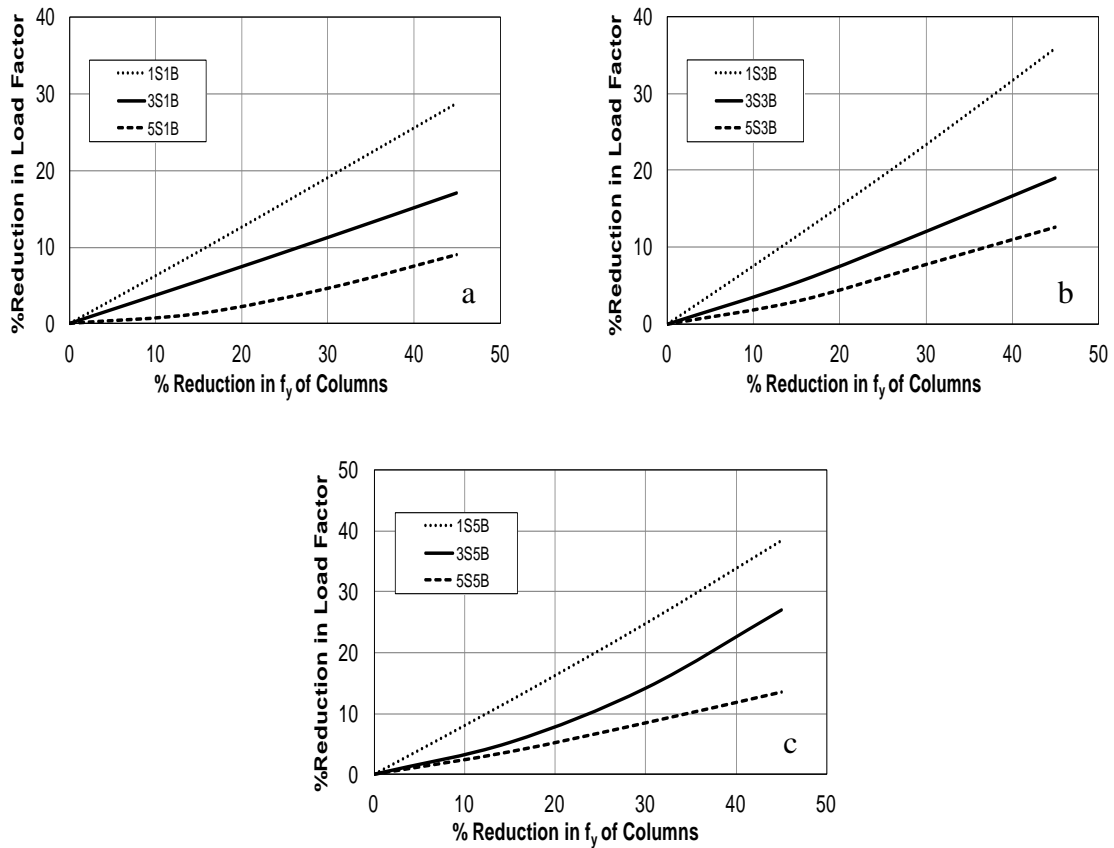 %Reduction in Load Factor
40
30
20
10
0
1S1B
3S1B
5S1B
a
0 10 20 30 40 50
% Reduction in fy of Columns
%Reduction in Load Factor
40
30
20
10
0
1S3B
3S3B
5S3B
b
0 10 20 30 40 50
% Reduction in fy of Columns
%Reduction in Load Factor
50
40
30
20
10
0
1S5B
3S5B
5S5B
c
0 10 20 30 40 50
% Reduction in fy of Columns